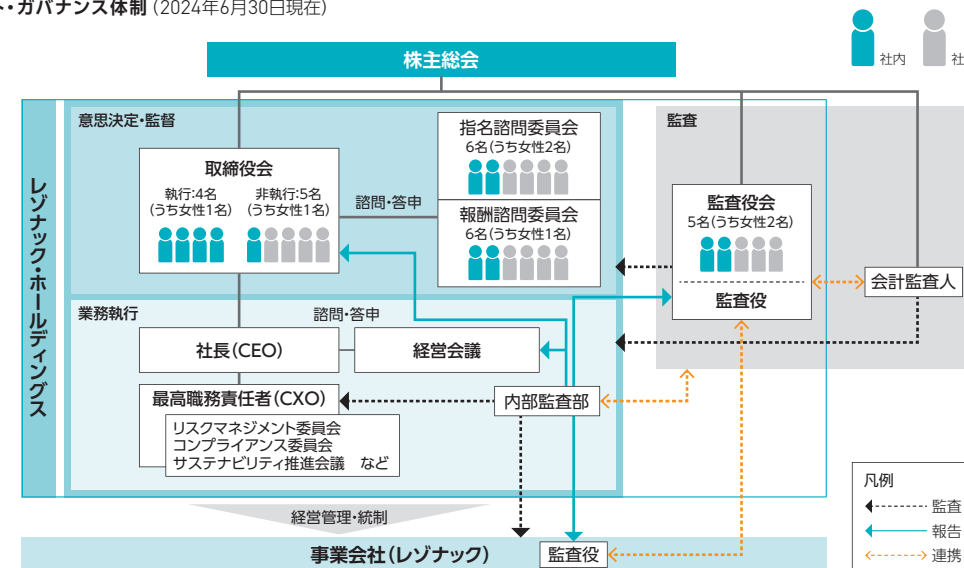 ト・ガバナンス体制（2024年6月30日現在）
社内
社
株主総会
レゾナック・ホールディングス
意思決定・監督
取締役会
執行:4名
(うち女性1名)
非執行:5名
(うち女性1名)
諮問・答申
指名諮問委員会
6名(うち女性2名)
報酬諮問委員会
6名(うち女性1名)
監査
監査役会
5名(うち女性2名)
監査役
会計監査人
業務執行
諮問・答申
社長(CEO)
経営会議
最高職務責任者(CXO)
リスクマネジメント委員会
コンプライアンス委員会
サステナビリティ推進会議　など
内部監査部
経営管理・統制
事業会社(レゾナック)
監査役
凡例
監査
報告
連携